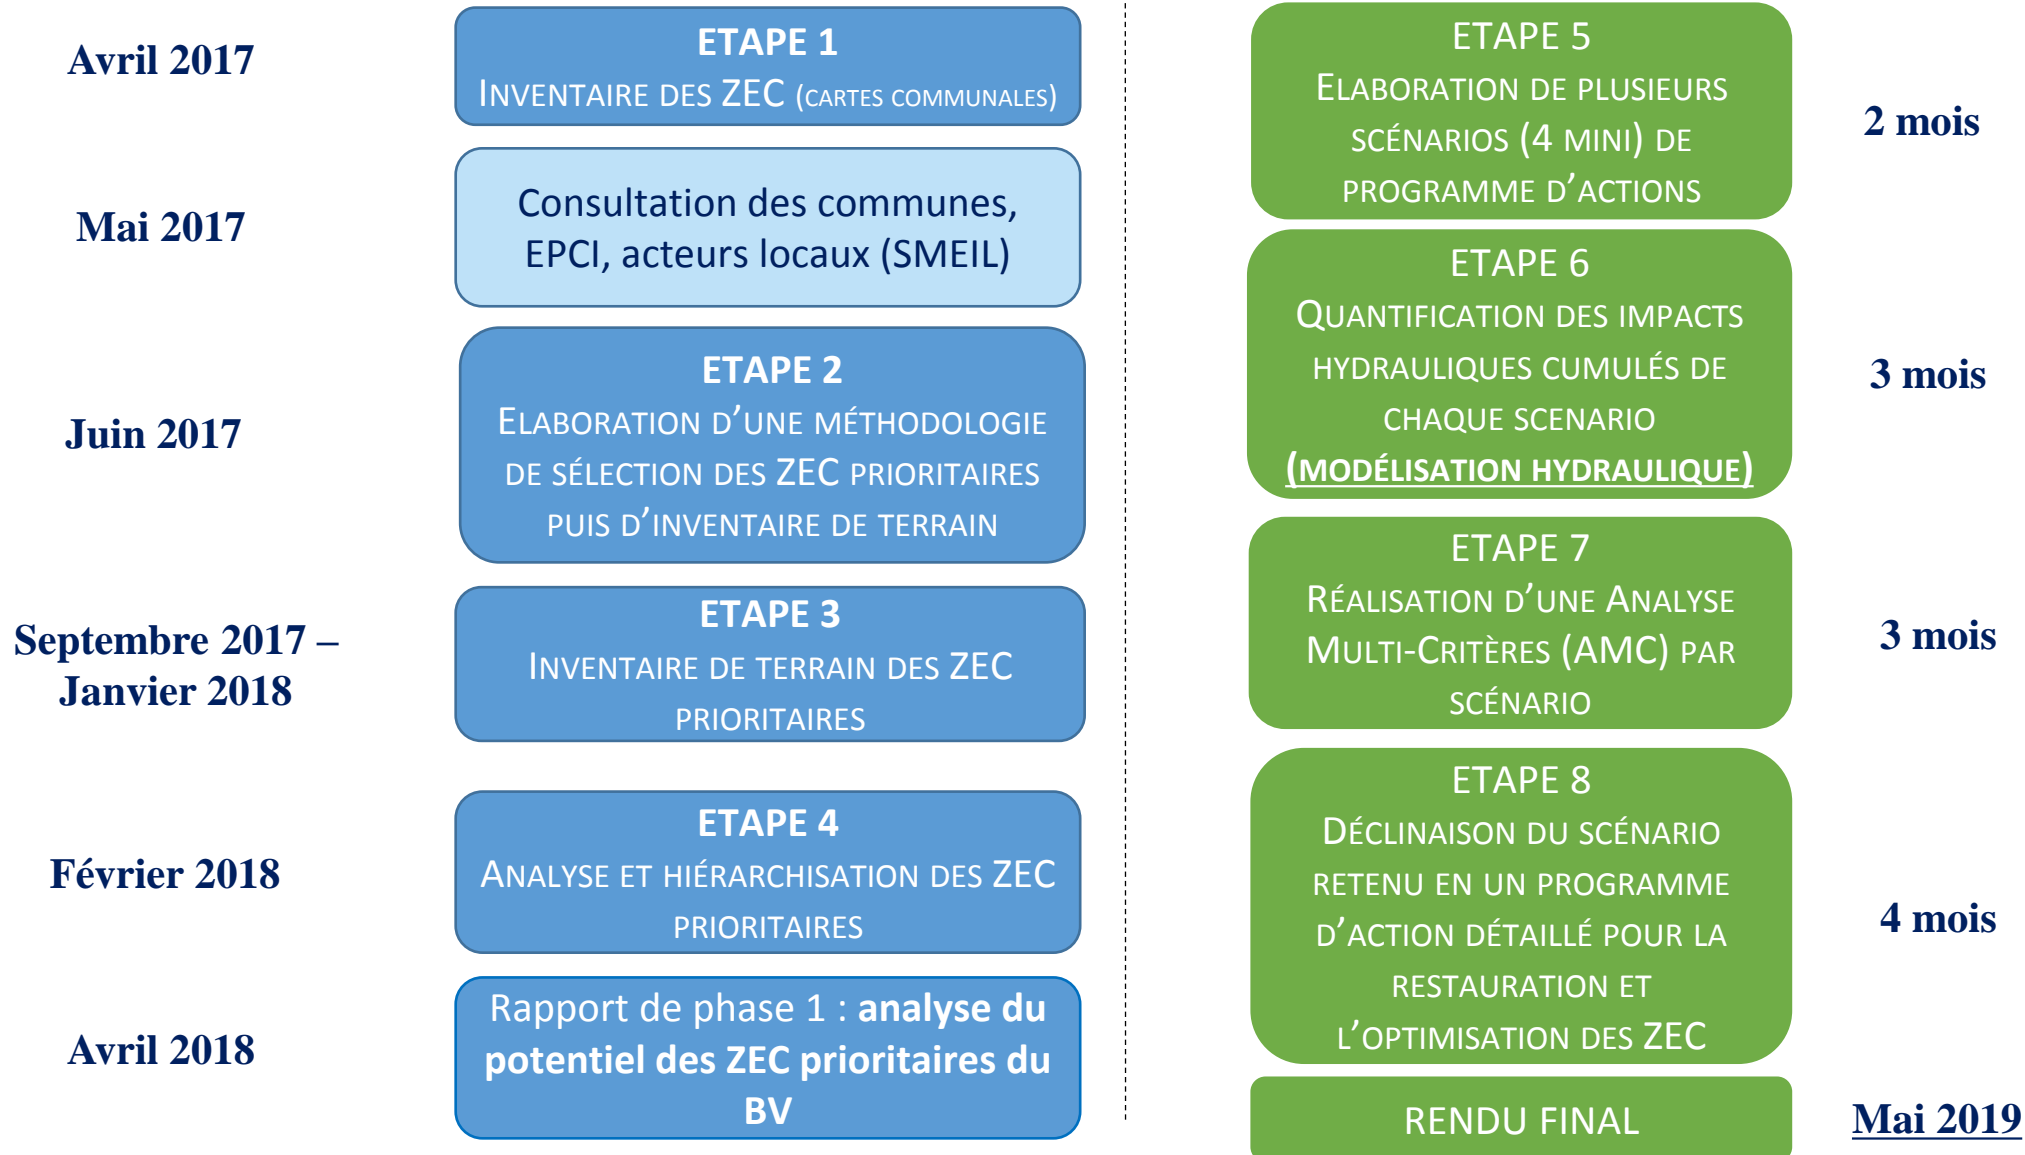 Avril 2017
ETAPE 1
INVENTAIRE DES ZEC (CARTES COMMUNALES)
Mai 2017
Consultation des communes,
EPCI, acteurs locaux (SMEIL)
Juin 2017
ETAPE 2
ELABORATION D’UNE MÉTHODOLOGIE
DE SÉLECTION DES ZEC PRIORITAIRES
PUIS D’INVENTAIRE DE TERRAIN
Septembre 2017 –
Janvier 2018
ETAPE 3
INVENTAIRE DE TERRAIN DES ZEC
PRIORITAIRES
Février 2018
ETAPE 4
ANALYSE ET HIÉRARCHISATION DES ZEC
PRIORITAIRES
Avril 2018
Rapport de phase 1 : analyse du
potentiel des ZEC prioritaires du
BV
ETAPE 5
ELABORATION DE PLUSIEURS
SCÉNARIOS (4 MINI) DE
PROGRAMME D’ACTIONS
2 mois
ETAPE 6
QUANTIFICATION DES IMPACTS
HYDRAULIQUES CUMULÉS DE
CHAQUE SCENARIO
(MODÉLISATION HYDRAULIQUE)
3 mois
ETAPE 7
RÉALISATION D’UNE ANALYSE
MULTI-CRITÈRES (AMC) PAR
SCÉNARIO
3 mois
ETAPE 8
DÉCLINAISON DU SCÉNARIO
RETENU EN UN PROGRAMME
D’ACTION DÉTAILLÉ POUR LA
RESTAURATION ET
L’OPTIMISATION DES ZEC
4 mois
RENDU FINAL
Mai 2019